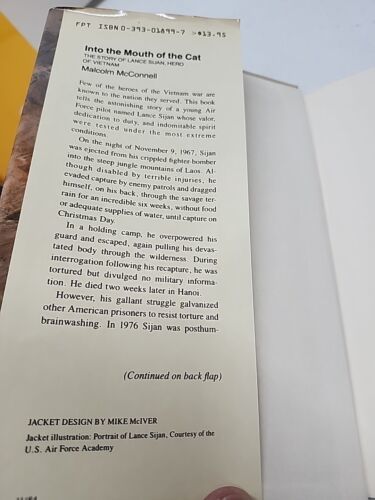 FPT ISBN 0-393-01899-7 >$13.95
Into the Mouth of the Cat
THE STORY OF LANCE SIJAN, HERO
OF VIETNAM
Malcolm McConnell
Few of the heroes of the Vietnam war are
known to the nation they served. This book
tells the astonishing story of a young Air
Force pilot named Lance Sijan whose valor,
dedication to duty, and indomitable spirit
were tested under the most extreme
conditions.
On the night of November 9, 1967, Sijan
was ejected from his crippled fighter-bomber
into the steep jungle mountains of Laos. Al-
though disabled by terrible injuries, he
evaded capture by enemy patrols and dragged
himself, on his back, through the savage ter-
rain for an incredible six weeks, without food
or adequate supplies of water, until capture on
Christmas Day.
In a holding camp, he overpowered his
guard and escaped, again pulling his devas-
tated body through the wilderness. During
interrogation following his recapture, he was
tortured but divulged no military informa-
tion. He died two weeks later in Hanoi.
However, his gallant struggle galvanized
other American prisoners to resist torture and
brainwashing. In 1976 Sijan was posthum-
(Continued on back flap)
JACKET DESIGN BY MIKE McIVER
Jacket illustration: Portrait of Lance Sijan, Courtesy of the
U.S. Air Force Academy